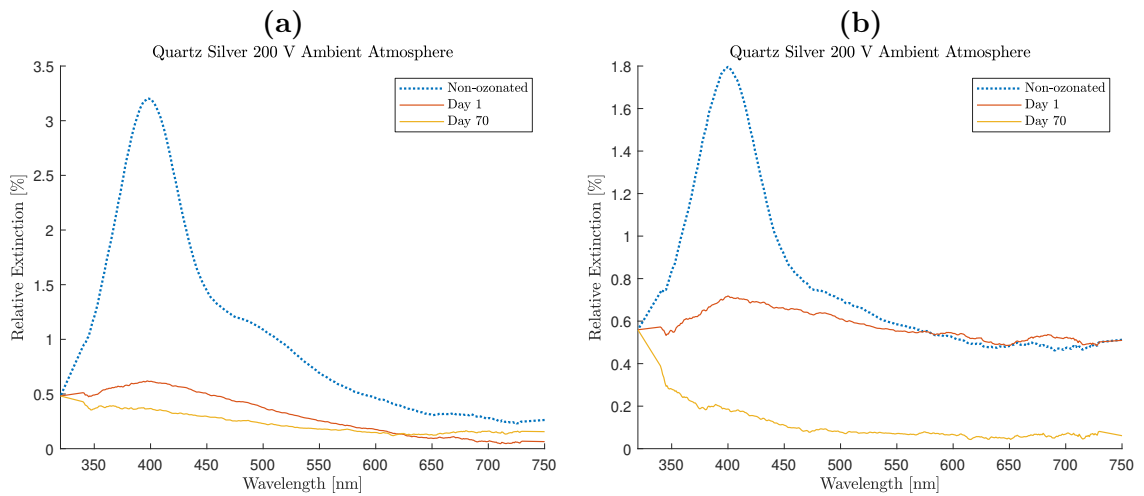 (a)
Quartz Silver 200 V Ambient Atmosphere
Relative Extinction [%]
3.5
3
2.5
2
1.5
1
0.5
0
350 400 450 500 550 600 650 700 750
Wavelength [nm]
Non-ozonated
Day 1
Day 70
(b)
Quartz Silver 200 V Ambient Atmosphere
Relative Extinction [%]
1.8
1.6
1.4
1.2
1
0.8
0.6
0.4
0.2
0
350 400 450 500 550 600 650 700 750
Wavelength [nm]
Non-ozonated
Day 1
Day 70